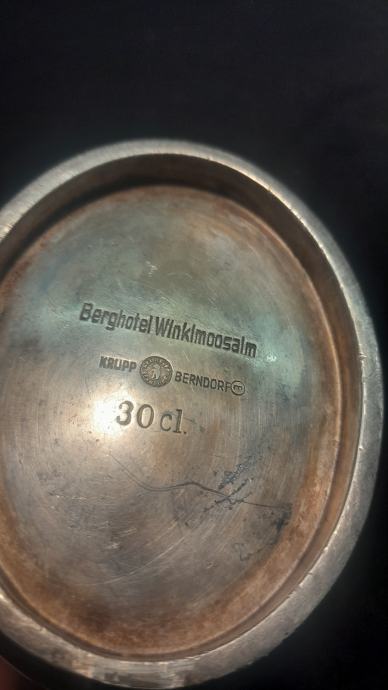 Berghotel Winklmoosalm
KRUPP BERNDORF
30 cl.